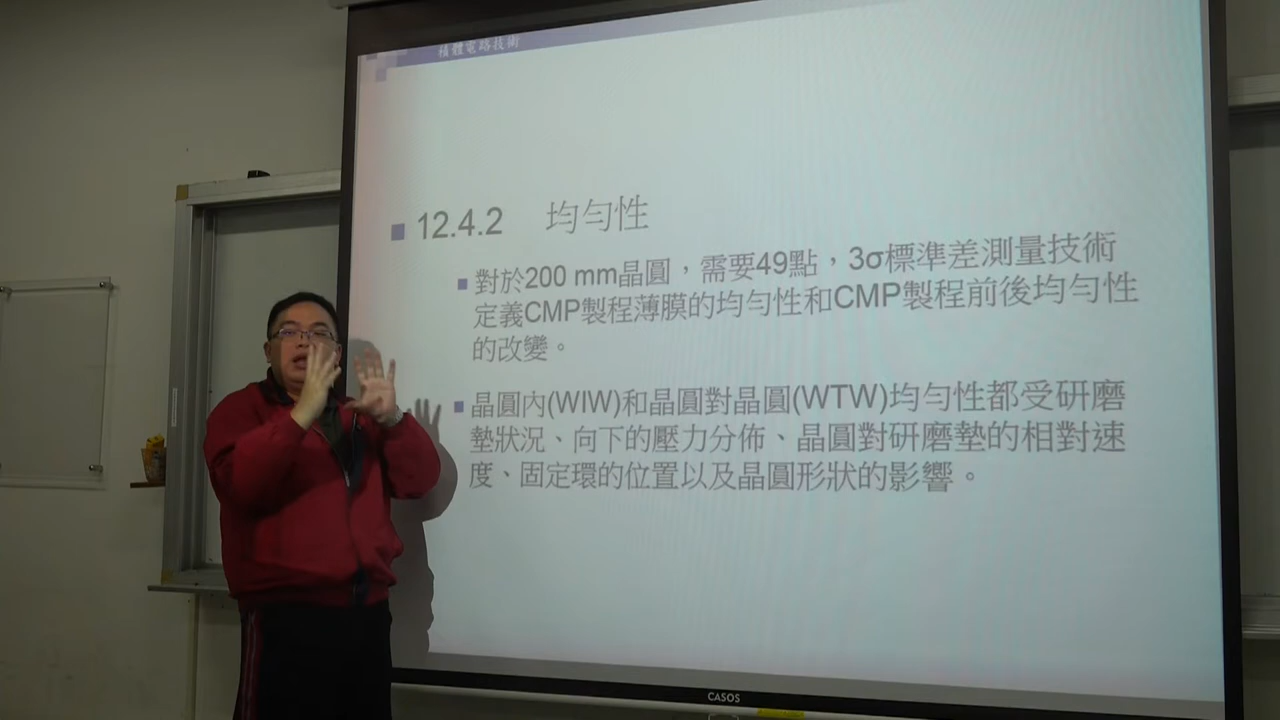 積體電路技術
12.4.2 均勻性
對於200 mm晶圓，需要49點，3σ標準差測量技術
定義CMP製程薄膜的均勻性和CMP製程前後均勻性
的改變。
晶圓內(WIW)和晶圓對晶圓(WTW)均勻性都受研磨
墊狀況、向下的壓力分佈、晶圓對研磨墊的相對速
度、固定環的位置以及晶圓形狀的影響。
CASOS